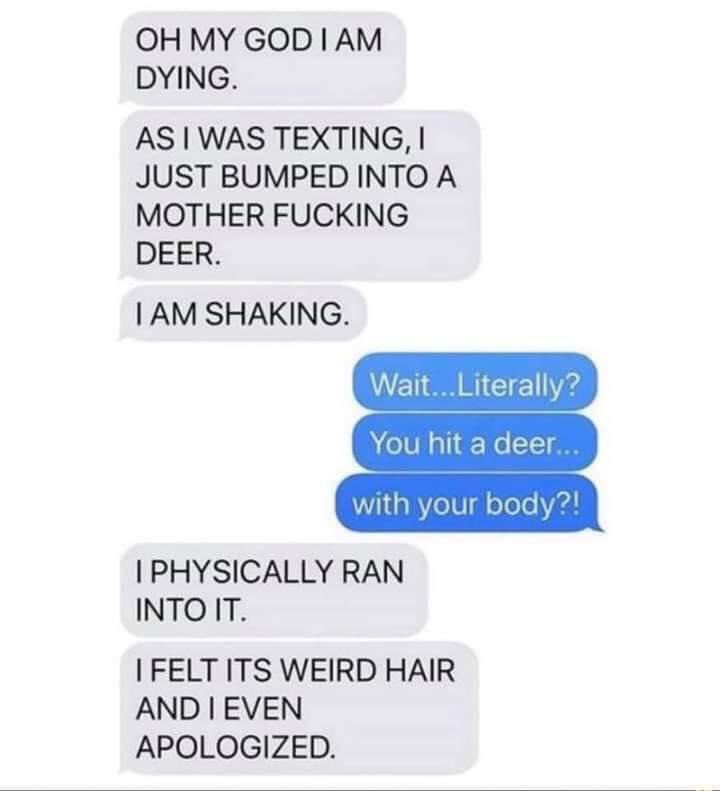 OH MY GOD I AM
DYING.
AS I WAS TEXTING, I
JUST BUMPED INTO A
MOTHER FUCKING
DEER.
I AM SHAKING.
Wait...Literally?
You hit a deer...
with your body?!
I PHYSICALLY RAN
INTO IT.
I FELT ITS WEIRD HAIR
AND I EVEN
APOLOGIZED.